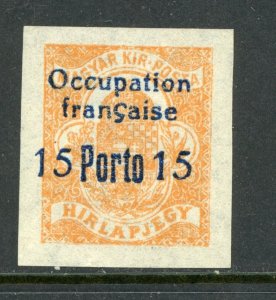 MAGYAR KIR. POSTA
Occupation
française
15 Porto 15
HIRLAPJEGY